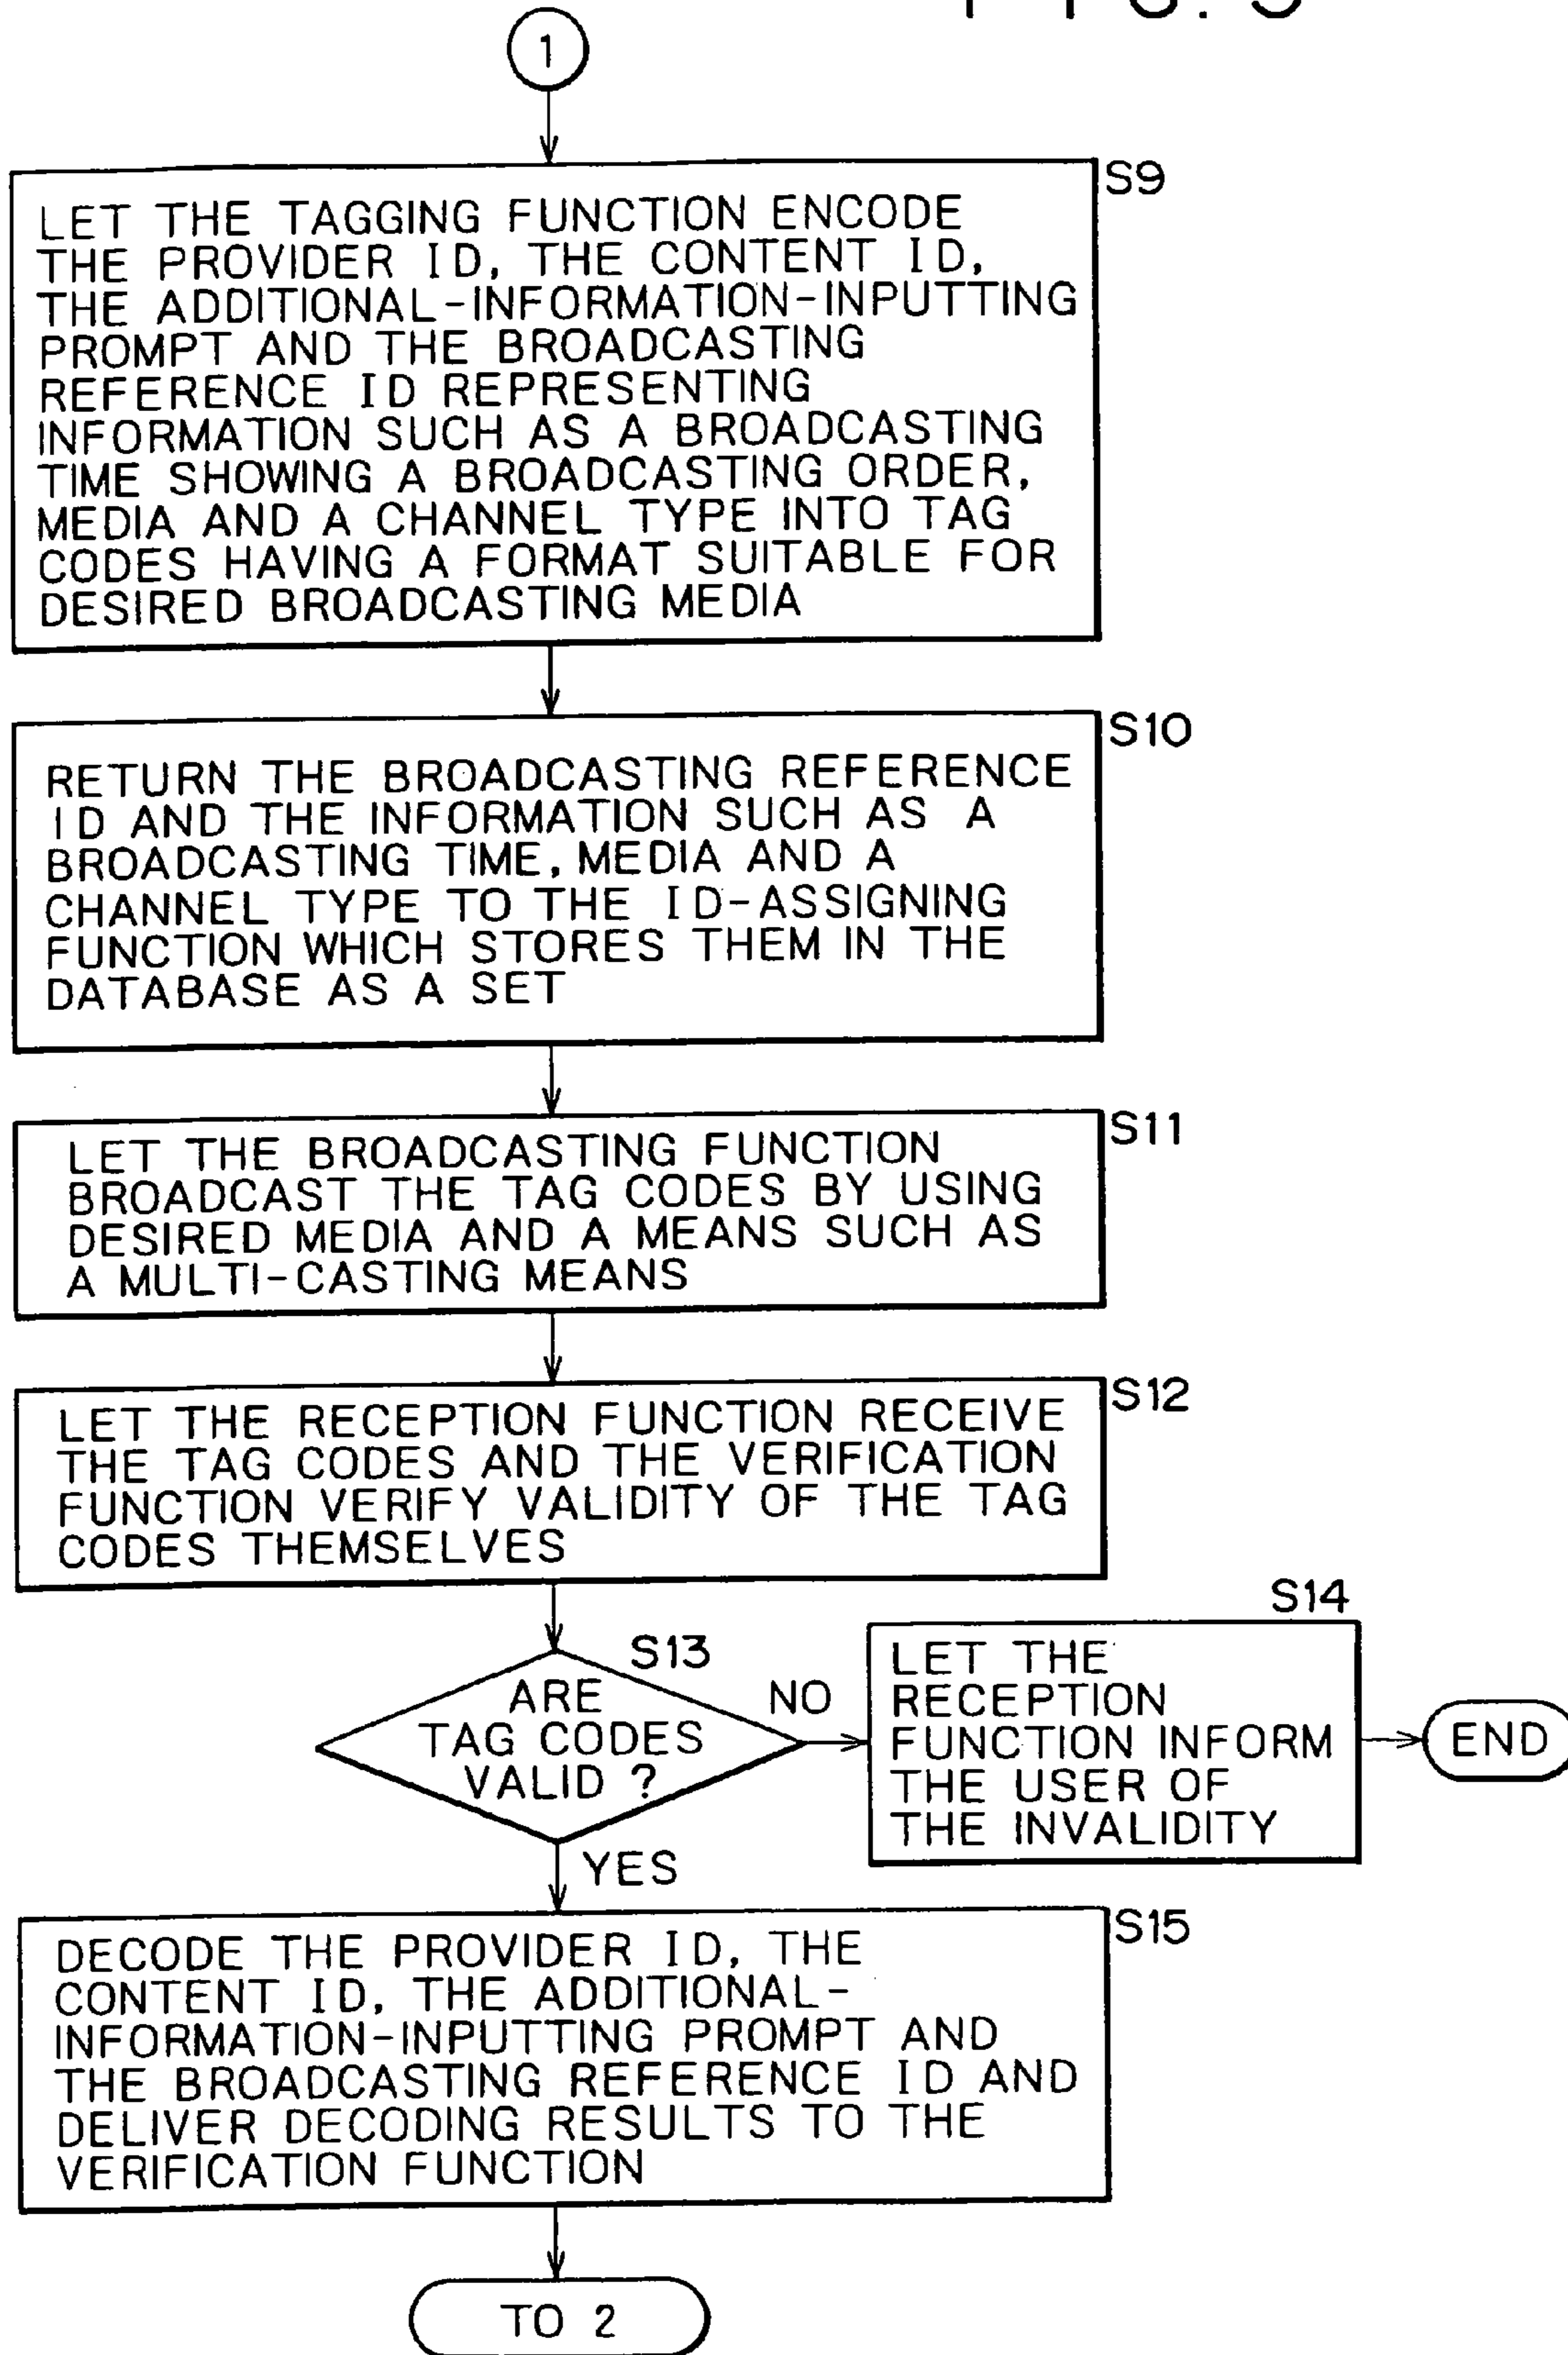 1
S9
LET THE TAGGING FUNCTION ENCODE
THE PROVIDER ID, THE CONTENT ID,
THE ADDITIONAL-INFORMATION-INPUTTING
PROMPT AND THE BROADCASTING
REFERENCE ID REPRESENTING
INFORMATION SUCH AS A BROADCASTING
TIME SHOWING A BROADCASTING ORDER,
MEDIA AND A CHANNEL TYPE INTO TAG
CODES HAVING A FORMAT SUITABLE FOR
DESIRED BROADCASTING MEDIA
S10
RETURN THE BROADCASTING REFERENCE
ID AND THE INFORMATION SUCH AS A
BROADCASTING TIME, MEDIA AND A
CHANNEL TYPE TO THE ID-ASSIGNING
FUNCTION WHICH STORES THEM IN THE
DATABASE AS A SET
S11
LET THE BROADCASTING FUNCTION
BROADCAST THE TAG CODES BY USING
DESIRED MEDIA AND A MEANS SUCH AS
A MULTI-CASTING MEANS
S12
LET THE RECEPTION FUNCTION RECEIVE
THE TAG CODES AND THE VERIFICATION
FUNCTION VERIFY VALIDITY OF THE TAG
CODES THEMSELVES
S13
ARE
TAG CODES
VALID ?
NO
S14
LET THE
RECEPTION
FUNCTION INFORM
THE USER OF
THE INVALIDITY
END
YES
S15
DECODE THE PROVIDER ID, THE
CONTENT ID, THE ADDITIONAL-
INFORMATION-INPUTTING PROMPT AND
THE BROADCASTING REFERENCE ID AND
DELIVER DECODING RESULTS TO THE
VERIFICATION FUNCTION
TO 2